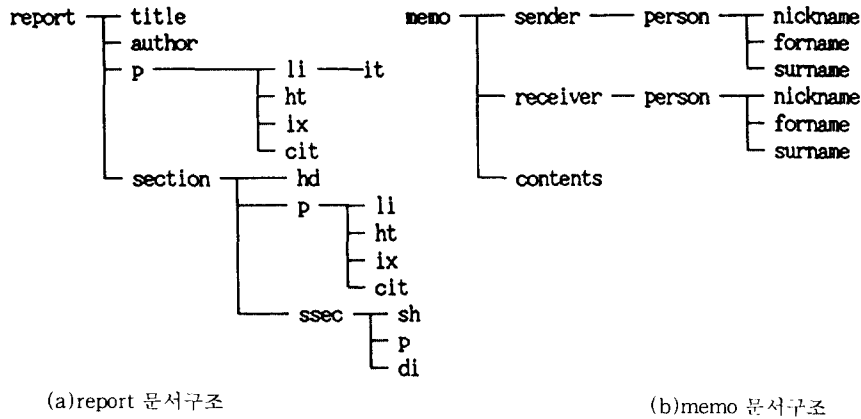 report title memo sender person nickname
author forname
p li it surname
ht receiver person nickname
ix forname
cit surname
section hd contents
p li
ht
ix
cit
ssec sh
p
di
(a)report 문서구조 (b)memo 문서구조